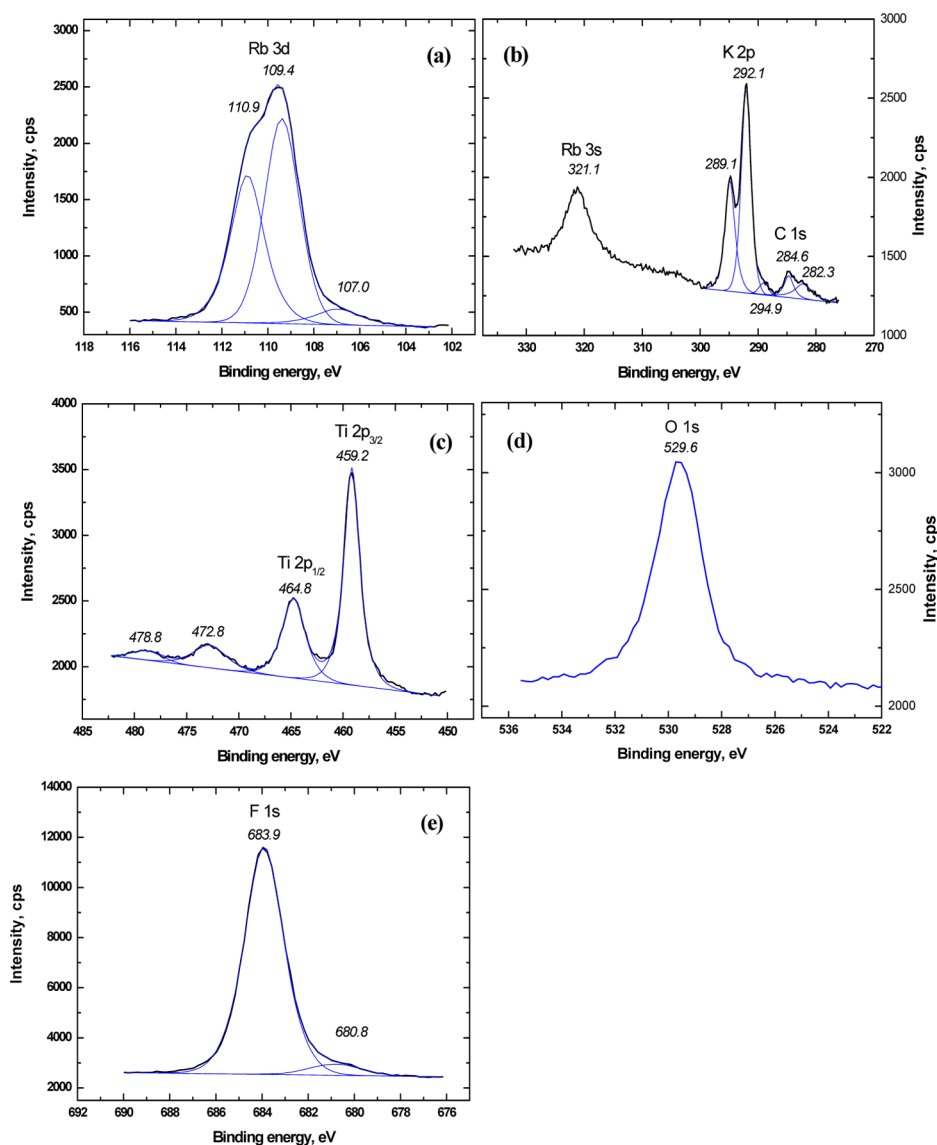 (a)
Rb 3d
109.4
110.9
107.0
3000
2500
2000
1500
1000
500
Intensity, cps
118 116 114 112 110 108 106 104 102
Binding energy, eV
(b)
K 2p
292.1
Rb 3s
321.1
289.1
C 1s
284.6
282.3
294.9
3000
2500
2000
1500
1000
Intensity, cps
330 320 310 300 290 280 270
Binding energy, eV
(c)
Ti 2p3/2
459.2
Ti 2p1/2
464.8
478.8
472.8
4000
3500
3000
2500
2000
Intensity, cps
485 480 475 470 465 460 455 450
Binding energy, eV
(d)
O 1s
529.6
3000
2500
2000
Intensity, cps
536 534 532 530 528 526 524 522
Binding energy, eV
(e)
F 1s
683.9
680.8
14000
12000
10000
8000
6000
4000
2000
Intensity, cps
692 690 688 686 684 682 680 678 676
Binding energy, eV